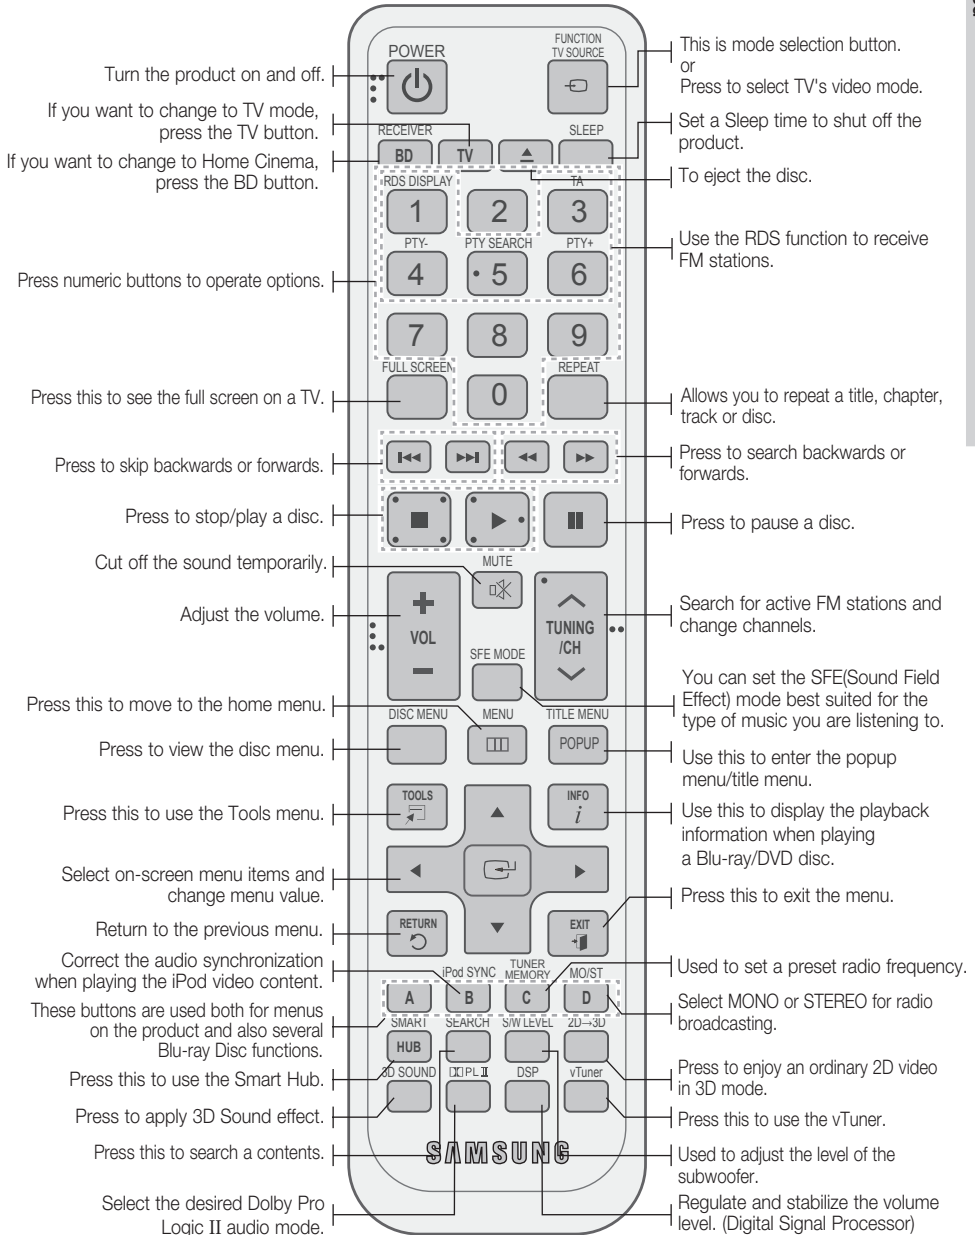 POWER
FUNCTION
TV SOURCE
Turn the product on and off.
This is mode selection button.
or
Press to select TV's video mode.
If you want to change to TV mode,
press the TV button.
RECEIVER
SLEEP
Set a Sleep time to shut off the
product.
BD
TV
If you want to change to Home Cinema,
press the BD button.
To eject the disc.
RDS DISPLAY
TA
1
2
3
Use the RDS function to receive
FM stations.
PTY-
PTY SEARCH
PTY+
4
5
6
Press numeric buttons to operate options.
7
8
9
FULL SCREEN
REPEAT
0
Press this to see the full screen on a TV.
Allows you to repeat a title, chapter,
track or disc.
Press to skip backwards or forwards.
Press to search backwards or
forwards.
Press to stop/play a disc.
Press to pause a disc.
Cut off the sound temporarily.
MUTE
Adjust the volume.
VOL
TUNING
/CH
Search for active FM stations and
change channels.
SFE MODE
You can set the SFE(Sound Field
Effect) mode best suited for the
type of music you are listening to.
Press this to move to the home menu.
DISC MENU
MENU
TITLE MENU
POPUP
Press to view the disc menu.
Use this to enter the popup
menu/title menu.
TOOLS
INFO
i
Press this to use the Tools menu.
Use this to display the playback
information when playing
a Blu-ray/DVD disc.
Select on-screen menu items and
change menu value.
Press this to exit the menu.
RETURN
EXIT
Return to the previous menu.
Correct the audio synchronization
when playing the iPod video content.
iPod SYNC
TUNER
MEMORY
MO/ST
Used to set a preset radio frequency.
A
B
C
D
Select MONO or STEREO for radio
broadcasting.
These buttons are used both for menus
on the product and also several
Blu-ray Disc functions.
SMART
SEARCH
S/W LEVEL
2D→3D
HUB
Press this to use the Smart Hub.
Press to enjoy an ordinary 2D video
in 3D mode.
3D SOUND
PL II
DSP
vTuner
Press to apply 3D Sound effect.
Press this to use the vTuner.
SAMSUNG
Press this to search a contents.
Used to adjust the level of the
subwoofer.
Select the desired Dolby Pro
Logic II audio mode.
Regulate and stabilize the volume
level. (Digital Signal Processor)